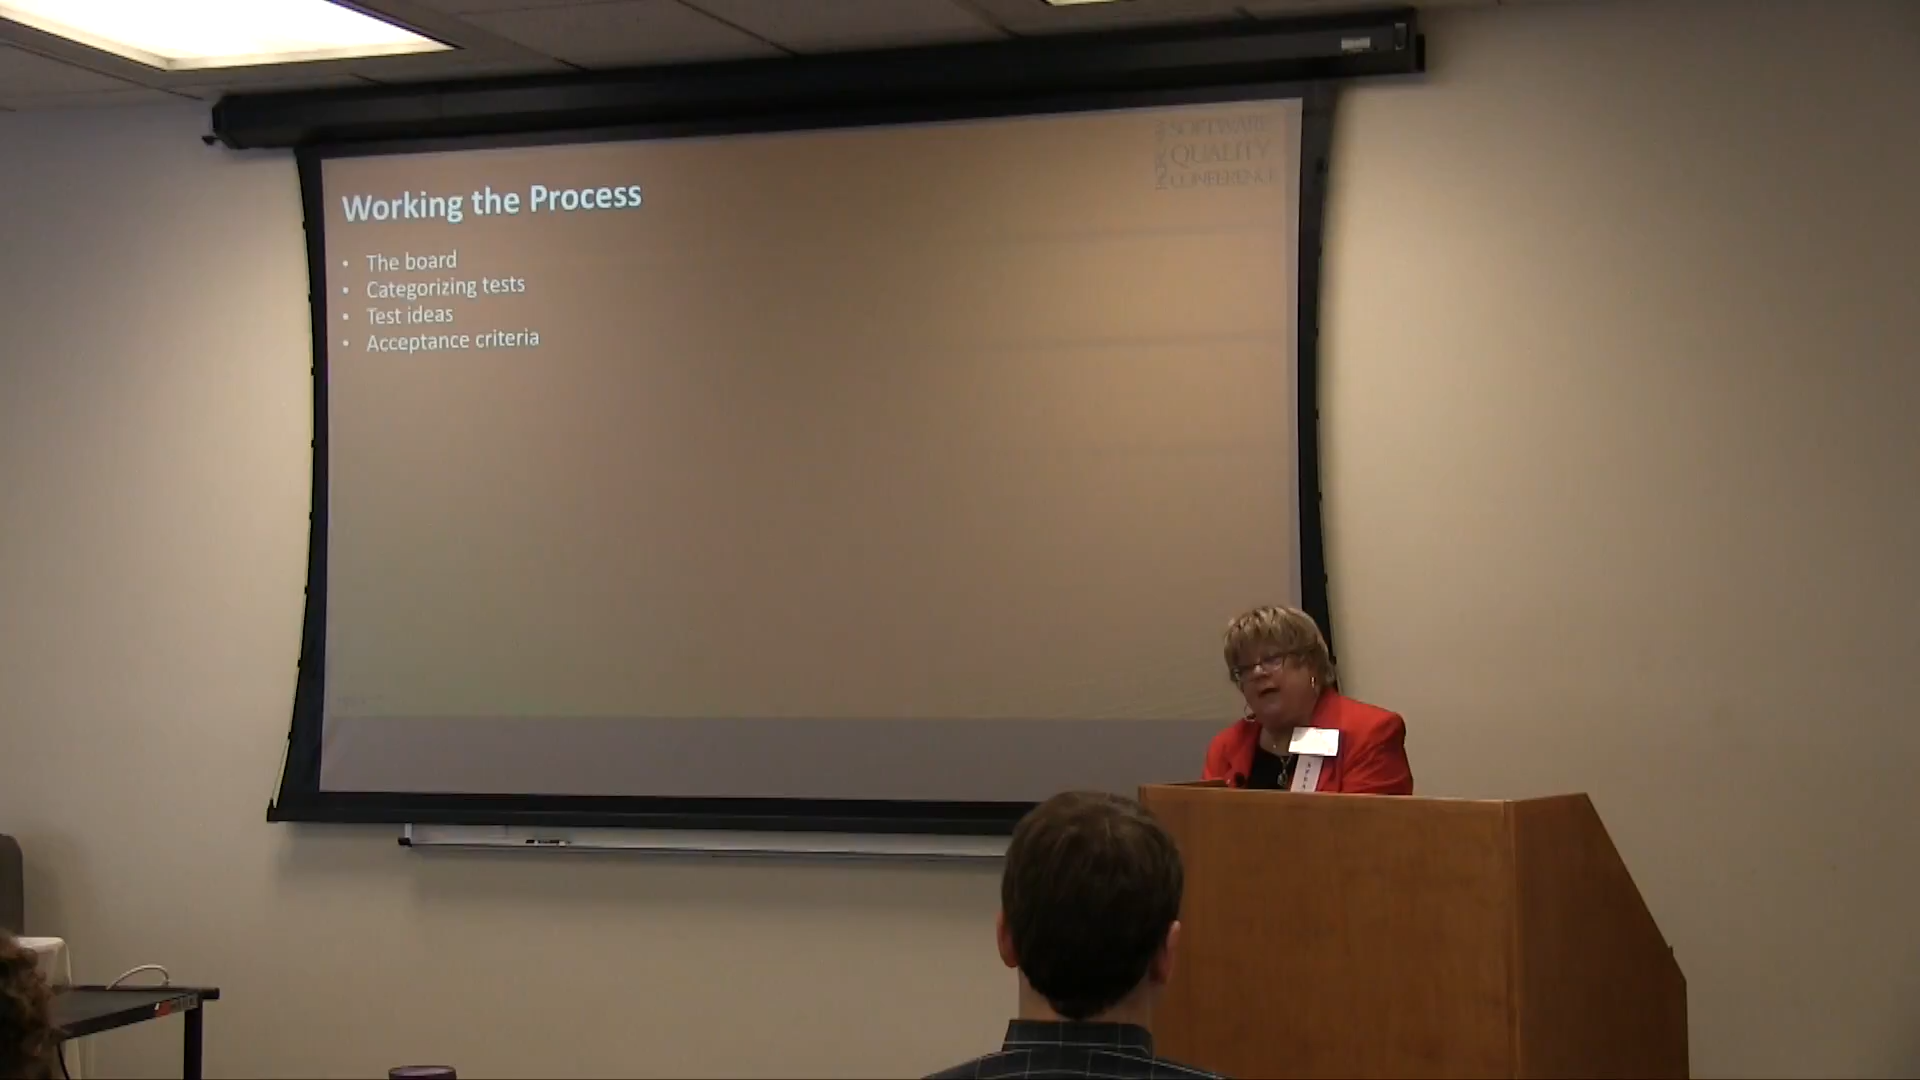 SOFTWARE
QUALITY
CONFERENCE
Working the Process
• The board
• Categorizing tests
• Test ideas
• Acceptance criteria